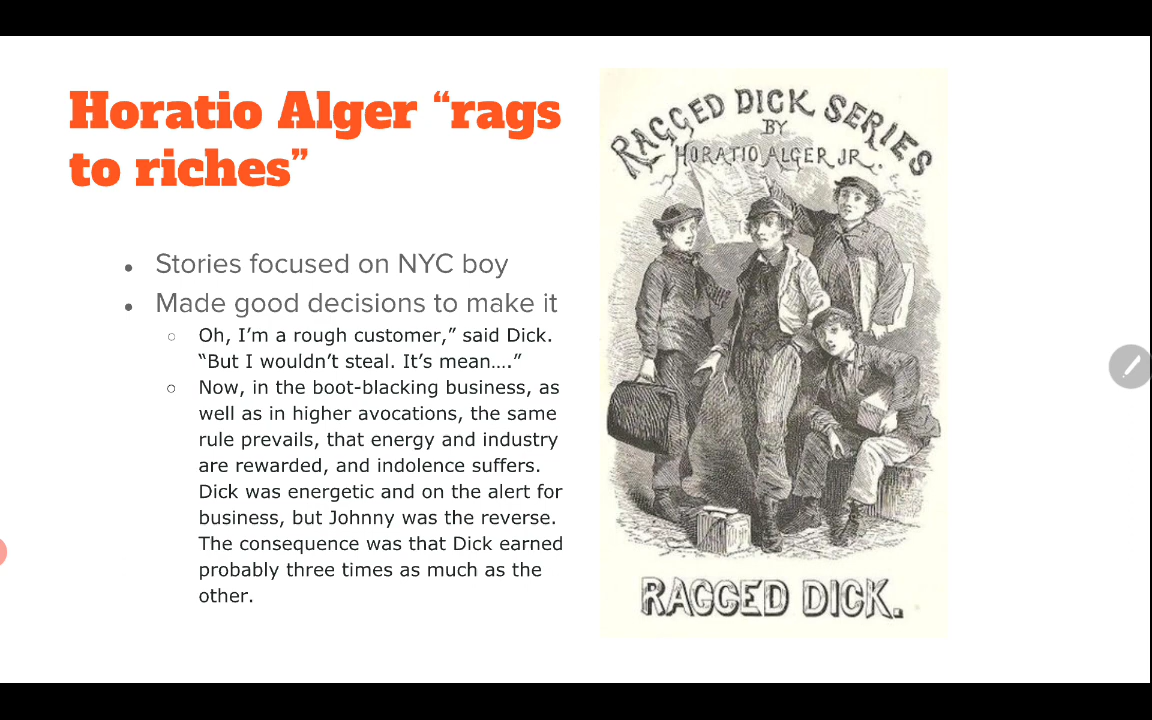 Horatio Alger “rags
to riches”
• Stories focused on NYC boy
• Made good decisions to make it
○ Oh, I’m a rough customer,” said Dick.
“But I wouldn’t steal. It’s mean....”
○ Now, in the boot-blacking business, as
well as in higher avocations, the same
rule prevails, that energy and industry
are rewarded, and indolence suffers.
Dick was energetic and on the alert for
business, but Johnny was the reverse.
The consequence was that Dick earned
probably three times as much as the
other.
RAGGED DICK SERIES
BY
HORATIO ALGER JR.
RAGGED DICK.